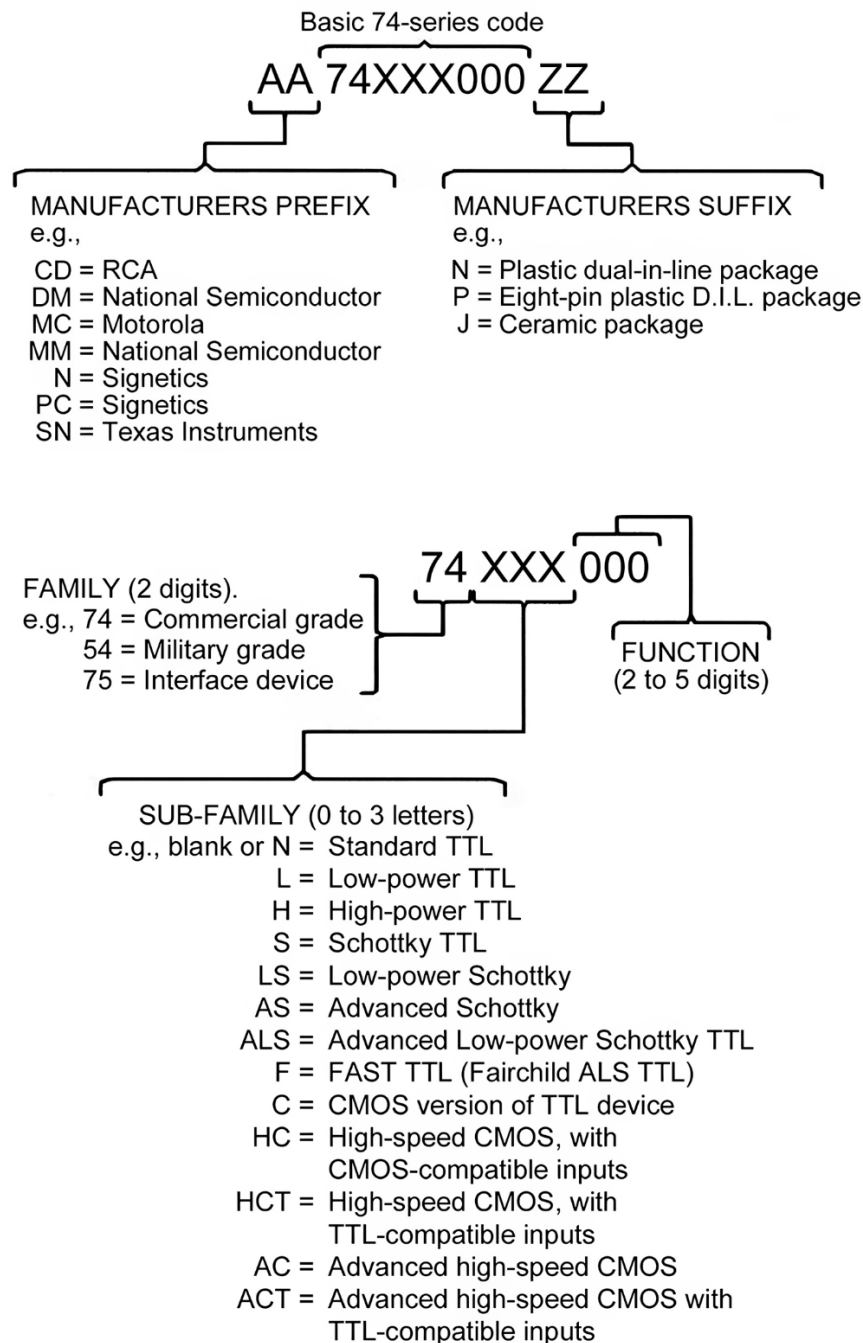 Basic 74-series code
AA 74XXX000 ZZ
MANUFACTURERS PREFIX
e.g.,
CD = RCA
DM = National Semiconductor
MC = Motorola
MM = National Semiconductor
N = Signetics
PC = Signetics
SN = Texas Instruments
MANUFACTURERS SUFFIX
e.g.,
N = Plastic dual-in-line package
P = Eight-pin plastic D.I.L. package
J = Ceramic package
74 XXX 000
FAMILY (2 digits).
e.g., 74 = Commercial grade
54 = Military grade
75 = Interface device
FUNCTION
(2 to 5 digits)
SUB-FAMILY (0 to 3 letters)
e.g., blank or N = Standard TTL
L = Low-power TTL
H = High-power TTL
S = Schottky TTL
LS = Low-power Schottky
AS = Advanced Schottky
ALS = Advanced Low-power Schottky TTL
F = FAST TTL (Fairchild ALS TTL)
C = CMOS version of TTL device
HC = High-speed CMOS, with
CMOS-compatible inputs
HCT = High-speed CMOS, with
TTL-compatible inputs
AC = Advanced high-speed CMOS
ACT = Advanced high-speed CMOS with
TTL-compatible inputs